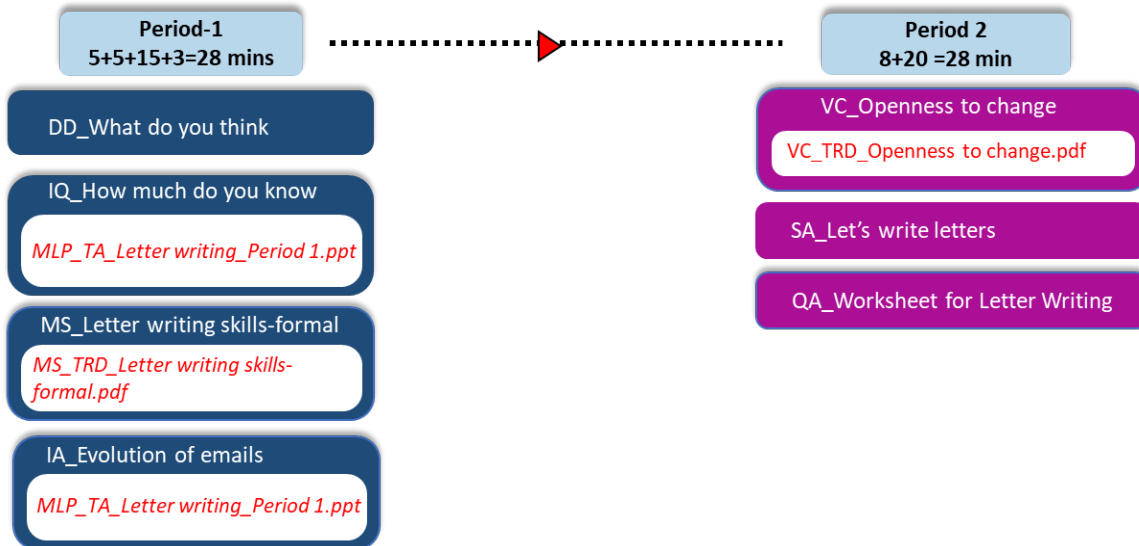 Period-1
5+5+15+3=28 mins
DD_What do you think
IQ_How much do you know
MLP_TA_Letter writing_Period 1.ppt
MS_Letter writing skills-formal
MS_TRD_Letter writing skills-
formal.pdf
IA_Evolution of emails
MLP_TA_Letter writing_Period 1.ppt
Period 2
8+20 =28 min
VC_Openness to change
VC_TRD_Openness to change.pdf
SA_Let’s write letters
QA_Worksheet for Letter Writing